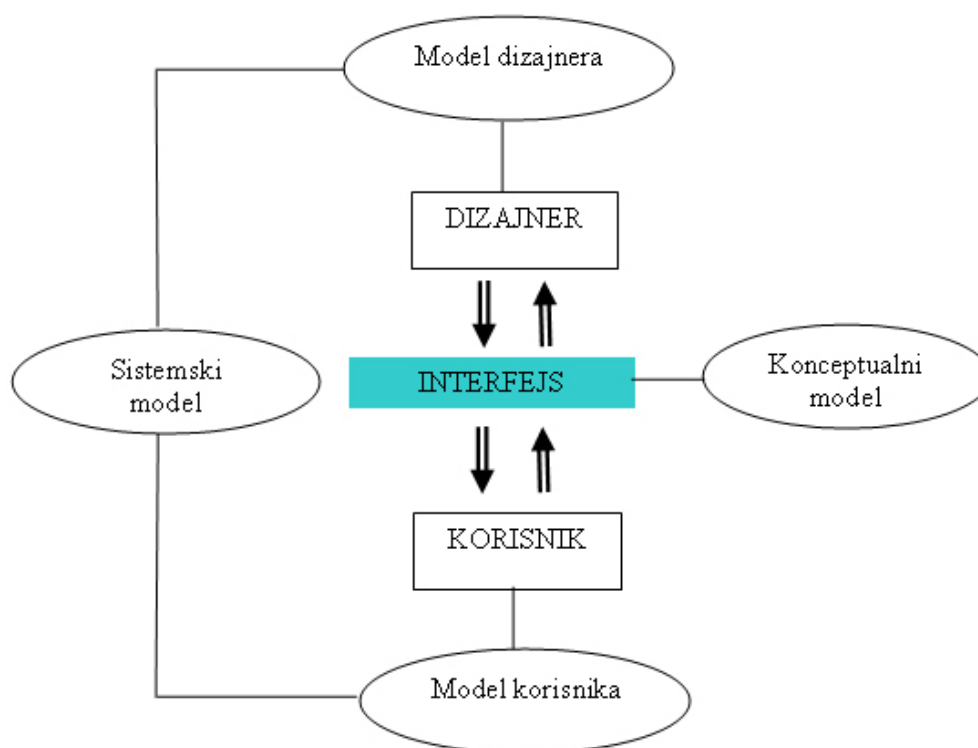 Model dizajnera
DIZAJNER
Sistemski
model
INTERFEJS
Konceptualni
model
KORISNIK
Model korisnika